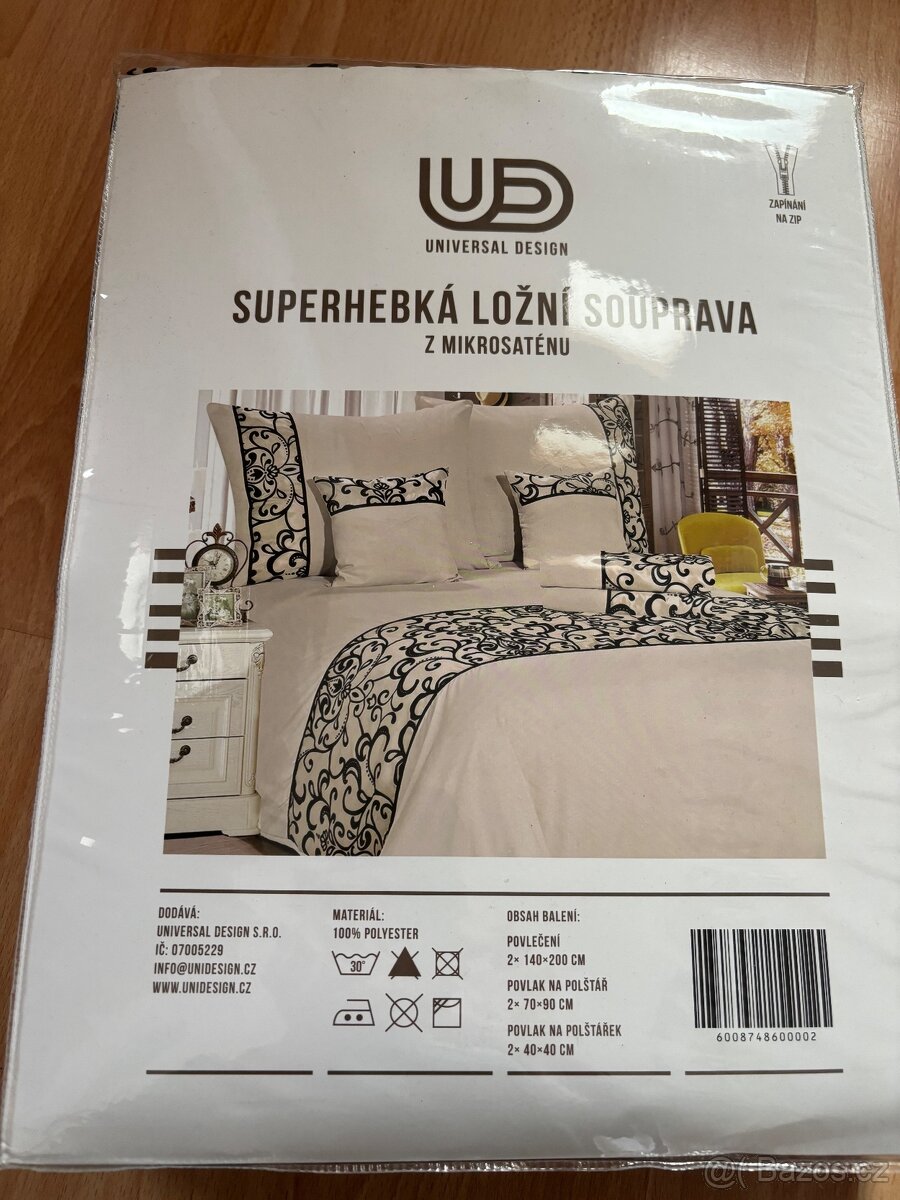 UD
UNIVERSAL DESIGN
ZAPÍNÁNÍ
NA ZIP
SUPERHEBKÁ LOŽNÍ SOUPRAVA
Z MIKROSATÉNU
DODÁVÁ:
UNIVERSAL DESIGN S.R.O.
IČ: 07005229
INFO@UNIDESIGN.CZ
WWW.UNIDESIGN.CZ
MATERIÁL:
100% POLYESTER
30°
OBSAH BALENÍ:
POVLEČENÍ
2× 140×200 CM
POVLAK NA POLŠTÁŘ
2× 70×90 CM
POVLAK NA POLŠTÁŘEK
2× 40×40 CM
6008748600002
@( Bazos.cz